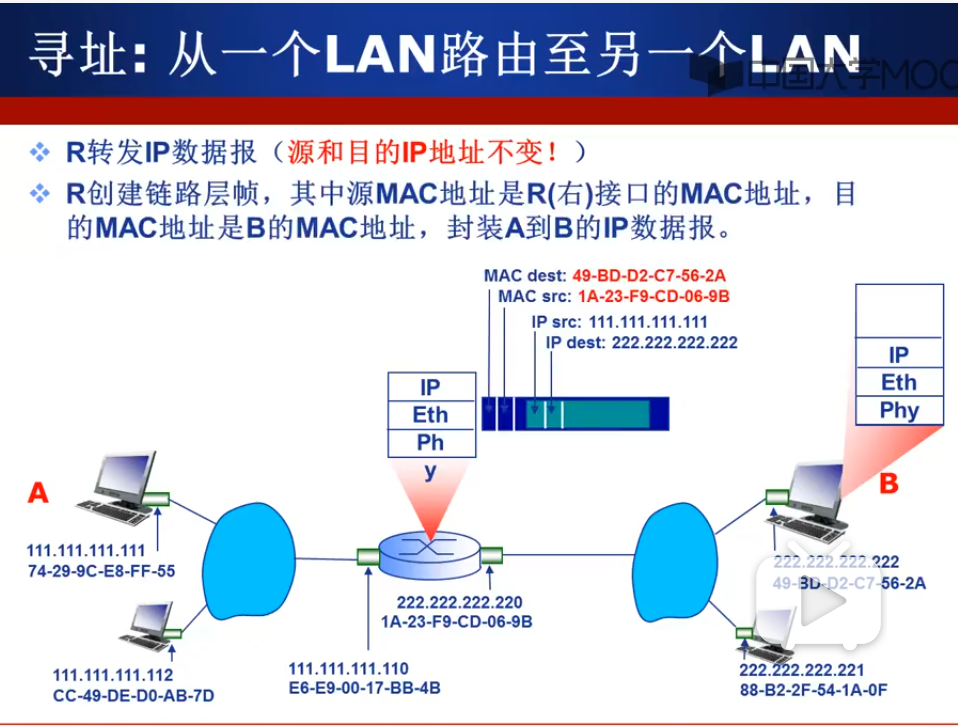 寻址: 从一个LAN路由至另一个LAN
中国大学MOOC
R转发IP数据报（源和目的IP地址不变！）
R创建链路层帧，其中源MAC地址是R(右)接口的MAC地址，目
的MAC地址是B的MAC地址，封装A到B的IP数据报。
MAC dest: 49-BD-D2-C7-56-2A
MAC src: 1A-23-F9-CD-06-9B
IP src: 111.111.111.111
IP dest: 222.222.222.222
IP
Eth
Phy
IP
Eth
Ph
y
A
B
111.111.111.111
74-29-9C-E8-FF-55
222.222.222.222
49-BD-D2-C7-56-2A
222.222.222.220
1A-23-F9-CD-06-9B
111.111.111.112
CC-49-DE-D0-AB-7D
111.111.111.110
E6-E9-00-17-BB-4B
222.222.222.221
88-B2-2F-54-1A-0F